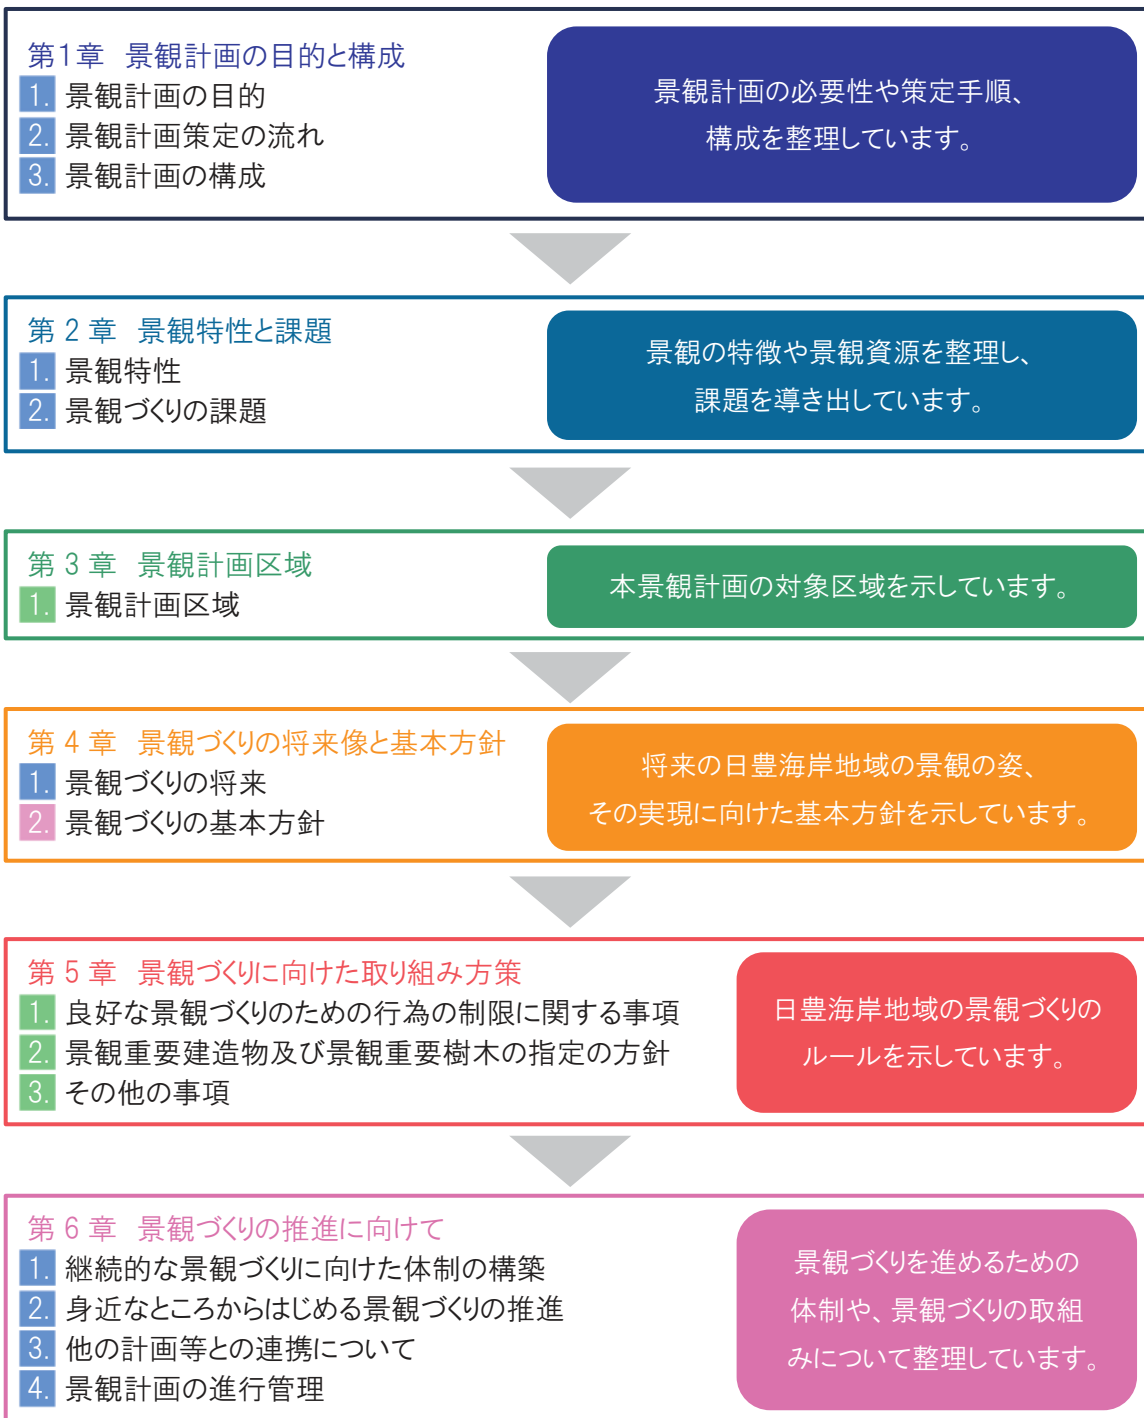 第1章 景観計画の目的と構成
1. 景観計画の目的
2. 景観計画策定の流れ
3. 景観計画の構成
景観計画の必要性や策定手順、
構成を整理しています。
第 2 章 景観特性と課題
1. 景観特性
2. 景観づくりの課題
景観の特徴や景観資源を整理し、
課題を導き出しています。
第 3 章 景観計画区域
1. 景観計画区域
本景観計画の対象区域を示しています。
第 4 章 景観づくりの将来像と基本方針
1. 景観づくりの将来
2. 景観づくりの基本方針
将来の日豊海岸地域の景観の姿、
その実現に向けた基本方針を示しています。
第 5 章 景観づくりに向けた取り組み方策
1. 良好な景観づくりのための行為の制限に関する事項
2. 景観重要建造物及び景観重要樹木の指定の方針
3. その他の事項
日豊海岸地域の景観づくりの
ルールを示しています。
第 6 章 景観づくりの推進に向けて
1. 継続的な景観づくりに向けた体制の構築
2. 身近なところからはじめる景観づくりの推進
3. 他の計画等との連携について
4. 景観計画の進行管理
景観づくりを進めるための
体制や、景観づくりの取組
みについて整理しています。